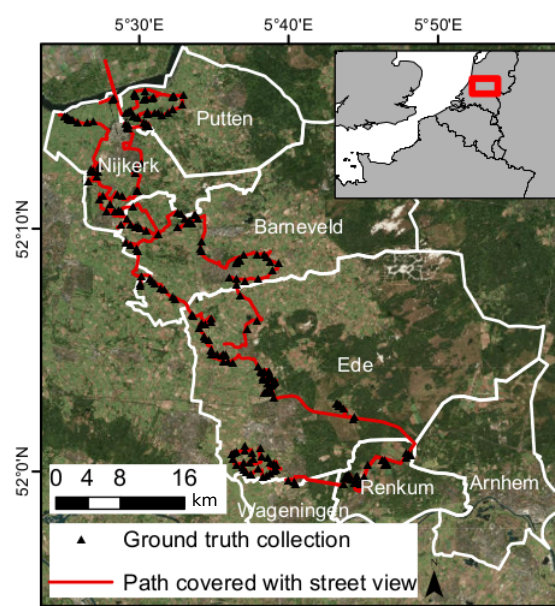 5°30'E 5°40'E 5°50'E
52°10'N
52°0'N
Putten
Nijkerk
Barneveld
Ede
Renkum
Arnhem
Wageningen
0 4 8 16
km
N
Ground truth collection
Path covered with street view